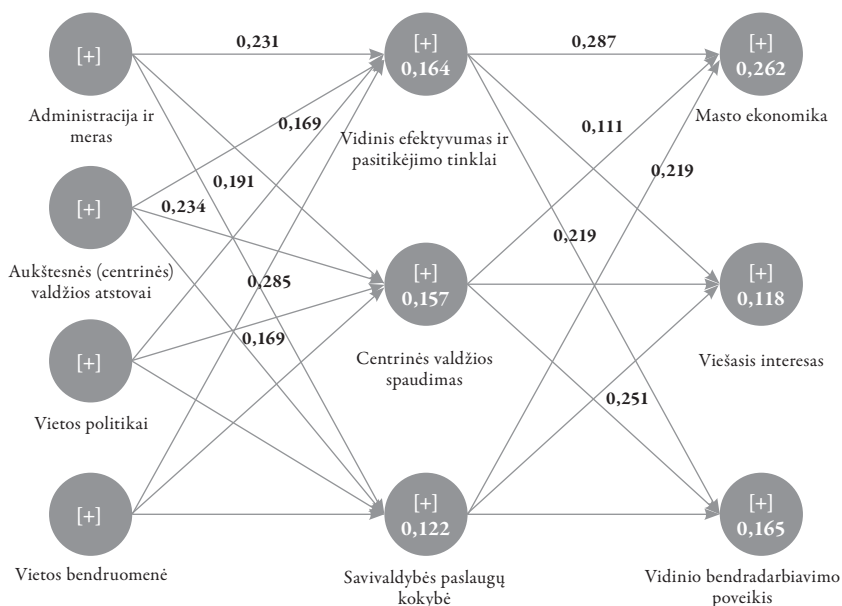 [+]
0,231
[+]
0,164
0,287
[+]
0,262
Administracija ir
meras
0,169
Vidinis efektyvumas ir
pasitikėjimo tinklai
0,111
Masto ekonomika
[+]
0,191
0,234
0,219
0,219
Aukštesnės (centrinės)
valdžios atstovai
0,285
[+]
0,157
[+]
0,118
[+]
0,169
Centrinės valdžios
spaudimas
Viešasis interesas
Vietos politikai
0,251
[+]
[+]
0,122
[+]
0,165
Vietos bendruomenė
Savivaldybės paslaugų
kokybė
Vidinio bendradarbiavimo
poveikis